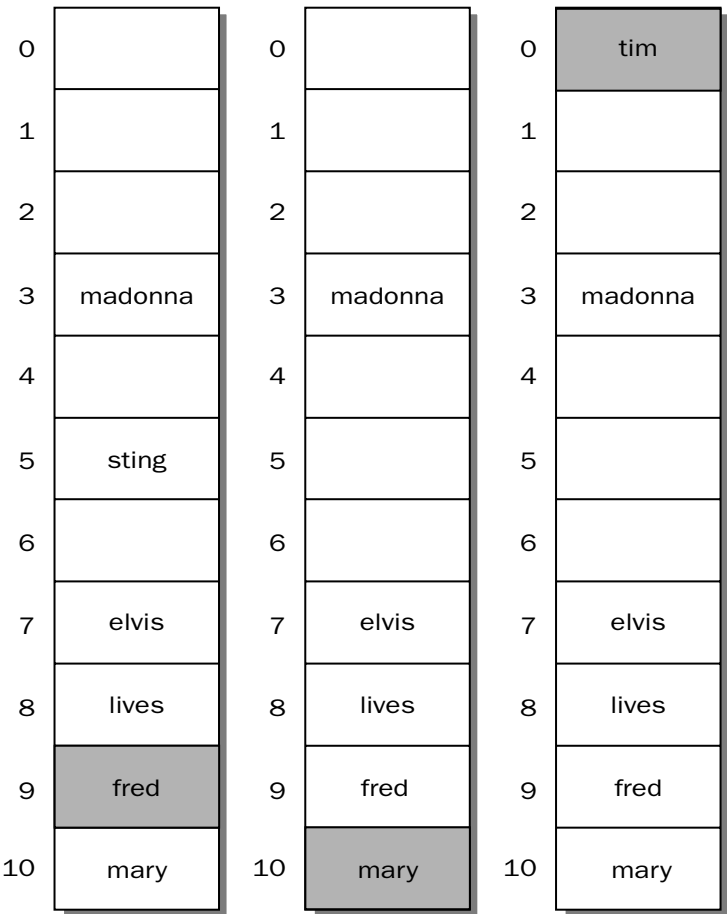 0 0 0 tim
1 1 1
2 2 2
3 madonna 3 madonna 3 madonna
4 4 4
5 sting 5 5
6 6 6
7 elvis 7 elvis 7 elvis
8 lives 8 lives 8 lives
9 fred 9 fred 9 fred
10 mary 10 mary 10 mary